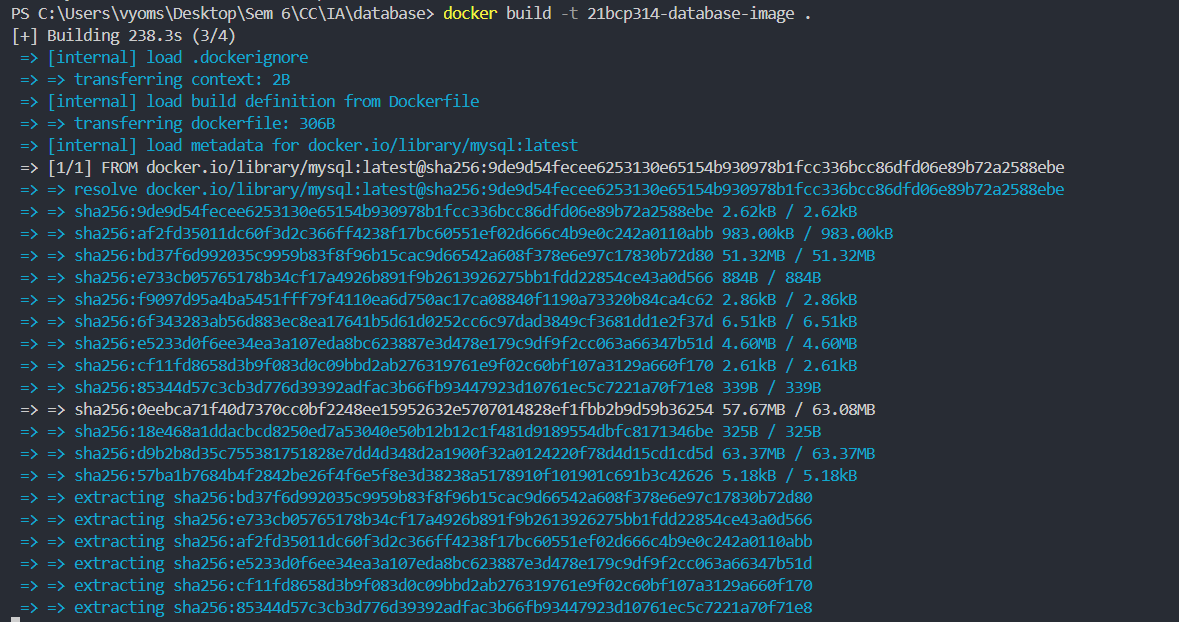 PS C:\Users\vyoms\Desktop\Sem 6\CC\IA\database> docker build -t 21bcp314-database-image .
[+] Building 238.3s (3/4)
=> [internal] load .dockerignore
=> => transferring context: 2B
=> [internal] load build definition from Dockerfile
=> => transferring dockerfile: 306B
=> [internal] load metadata for docker.io/library/mysql:latest
=> [1/1] FROM docker.io/library/mysql:latest@sha256:9de9d54fecee6253130e65154b930978b1fcc336bcc86dfd06e89b72a2588ebe
=> => resolve docker.io/library/mysql:latest@sha256:9de9d54fecee6253130e65154b930978b1fcc336bcc86dfd06e89b72a2588ebe
=> => sha256:9de9d54fecee6253130e65154b930978b1fcc336bcc86dfd06e89b72a2588ebe 2.62kB / 2.62kB
=> => sha256:af2fd35011dc60f3d2c366ff4238f17bc60551ef02d666c4b9e0c242a0110abb 983.00kB / 983.00kB
=> => sha256:bd37f6d992035c9959b83f8f96b15cac9d66542a608f378e6e97c17830b72d80 51.32MB / 51.32MB
=> => sha256:e733cb05765178b34cf17a4926b891f9b2613926275bb1fdd22854ce43a0d566 884B / 884B
=> => sha256:f9097d95a4ba5451fff79f4110ea6d750ac17ca08840f1190a73320b84ca4c62 2.86kB / 2.86kB
=> => sha256:6f343283ab56d883ec8ea17641b5d61d0252cc6c97dad3849cf3681dd1e2f37d 6.51kB / 6.51kB
=> => sha256:e5233d0f6ee34ea3a107eda8bc623887e3d478e179c9df9f2cc063a66347b51d 4.60MB / 4.60MB
=> => sha256:cf11fd8658d3b9f083d0c09bbd2ab276319761e9f02c60bf107a3129a660f170 2.61kB / 2.61kB
=> => sha256:85344d57c3cb3d776d39392adfac3b66fb93447923d10761ec5c7221a70f71e8 339B / 339B
=> => sha256:0eebca71f40d7370cc0bf2248ee15952632e5707014828ef1fbb2b9d59b36254 57.67MB / 63.08MB
=> => sha256:18e468a1ddacbcd8250ed7a53040e50b12b12c1f481d9189554dbfc8171346be 325B / 325B
=> => sha256:d9b2b8d35c755381751828e7dd4d348d2a1900f32a0124220f78d4d15cd1cd5d 63.37MB / 63.37MB
=> => sha256:57ba1b7684b4f2842be26f4f6e5f8e3d38238a5178910f101901c691b3c42626 5.18kB / 5.18kB
=> => extracting sha256:bd37f6d992035c9959b83f8f96b15cac9d66542a608f378e6e97c17830b72d80
=> => extracting sha256:e733cb05765178b34cf17a4926b891f9b2613926275bb1fdd22854ce43a0d566
=> => extracting sha256:af2fd35011dc60f3d2c366ff4238f17bc60551ef02d666c4b9e0c242a0110abb
=> => extracting sha256:e5233d0f6ee34ea3a107eda8bc623887e3d478e179c9df9f2cc063a66347b51d
=> => extracting sha256:cf11fd8658d3b9f083d0c09bbd2ab276319761e9f02c60bf107a3129a660f170
=> => extracting sha256:85344d57c3cb3d776d39392adfac3b66fb93447923d10761ec5c7221a70f71e8